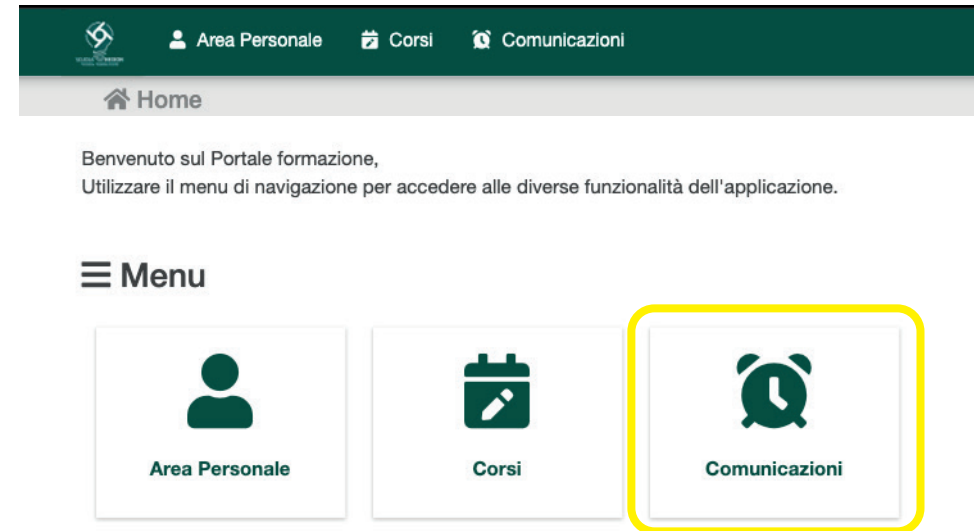 Area Personale Corsi Comunicazioni
Home
Benvenuto sul Portale formazione,
Utilizzare il menu di navigazione per accedere alle diverse funzionalità dell'applicazione.
Menu
Area Personale Corsi Comunicazioni